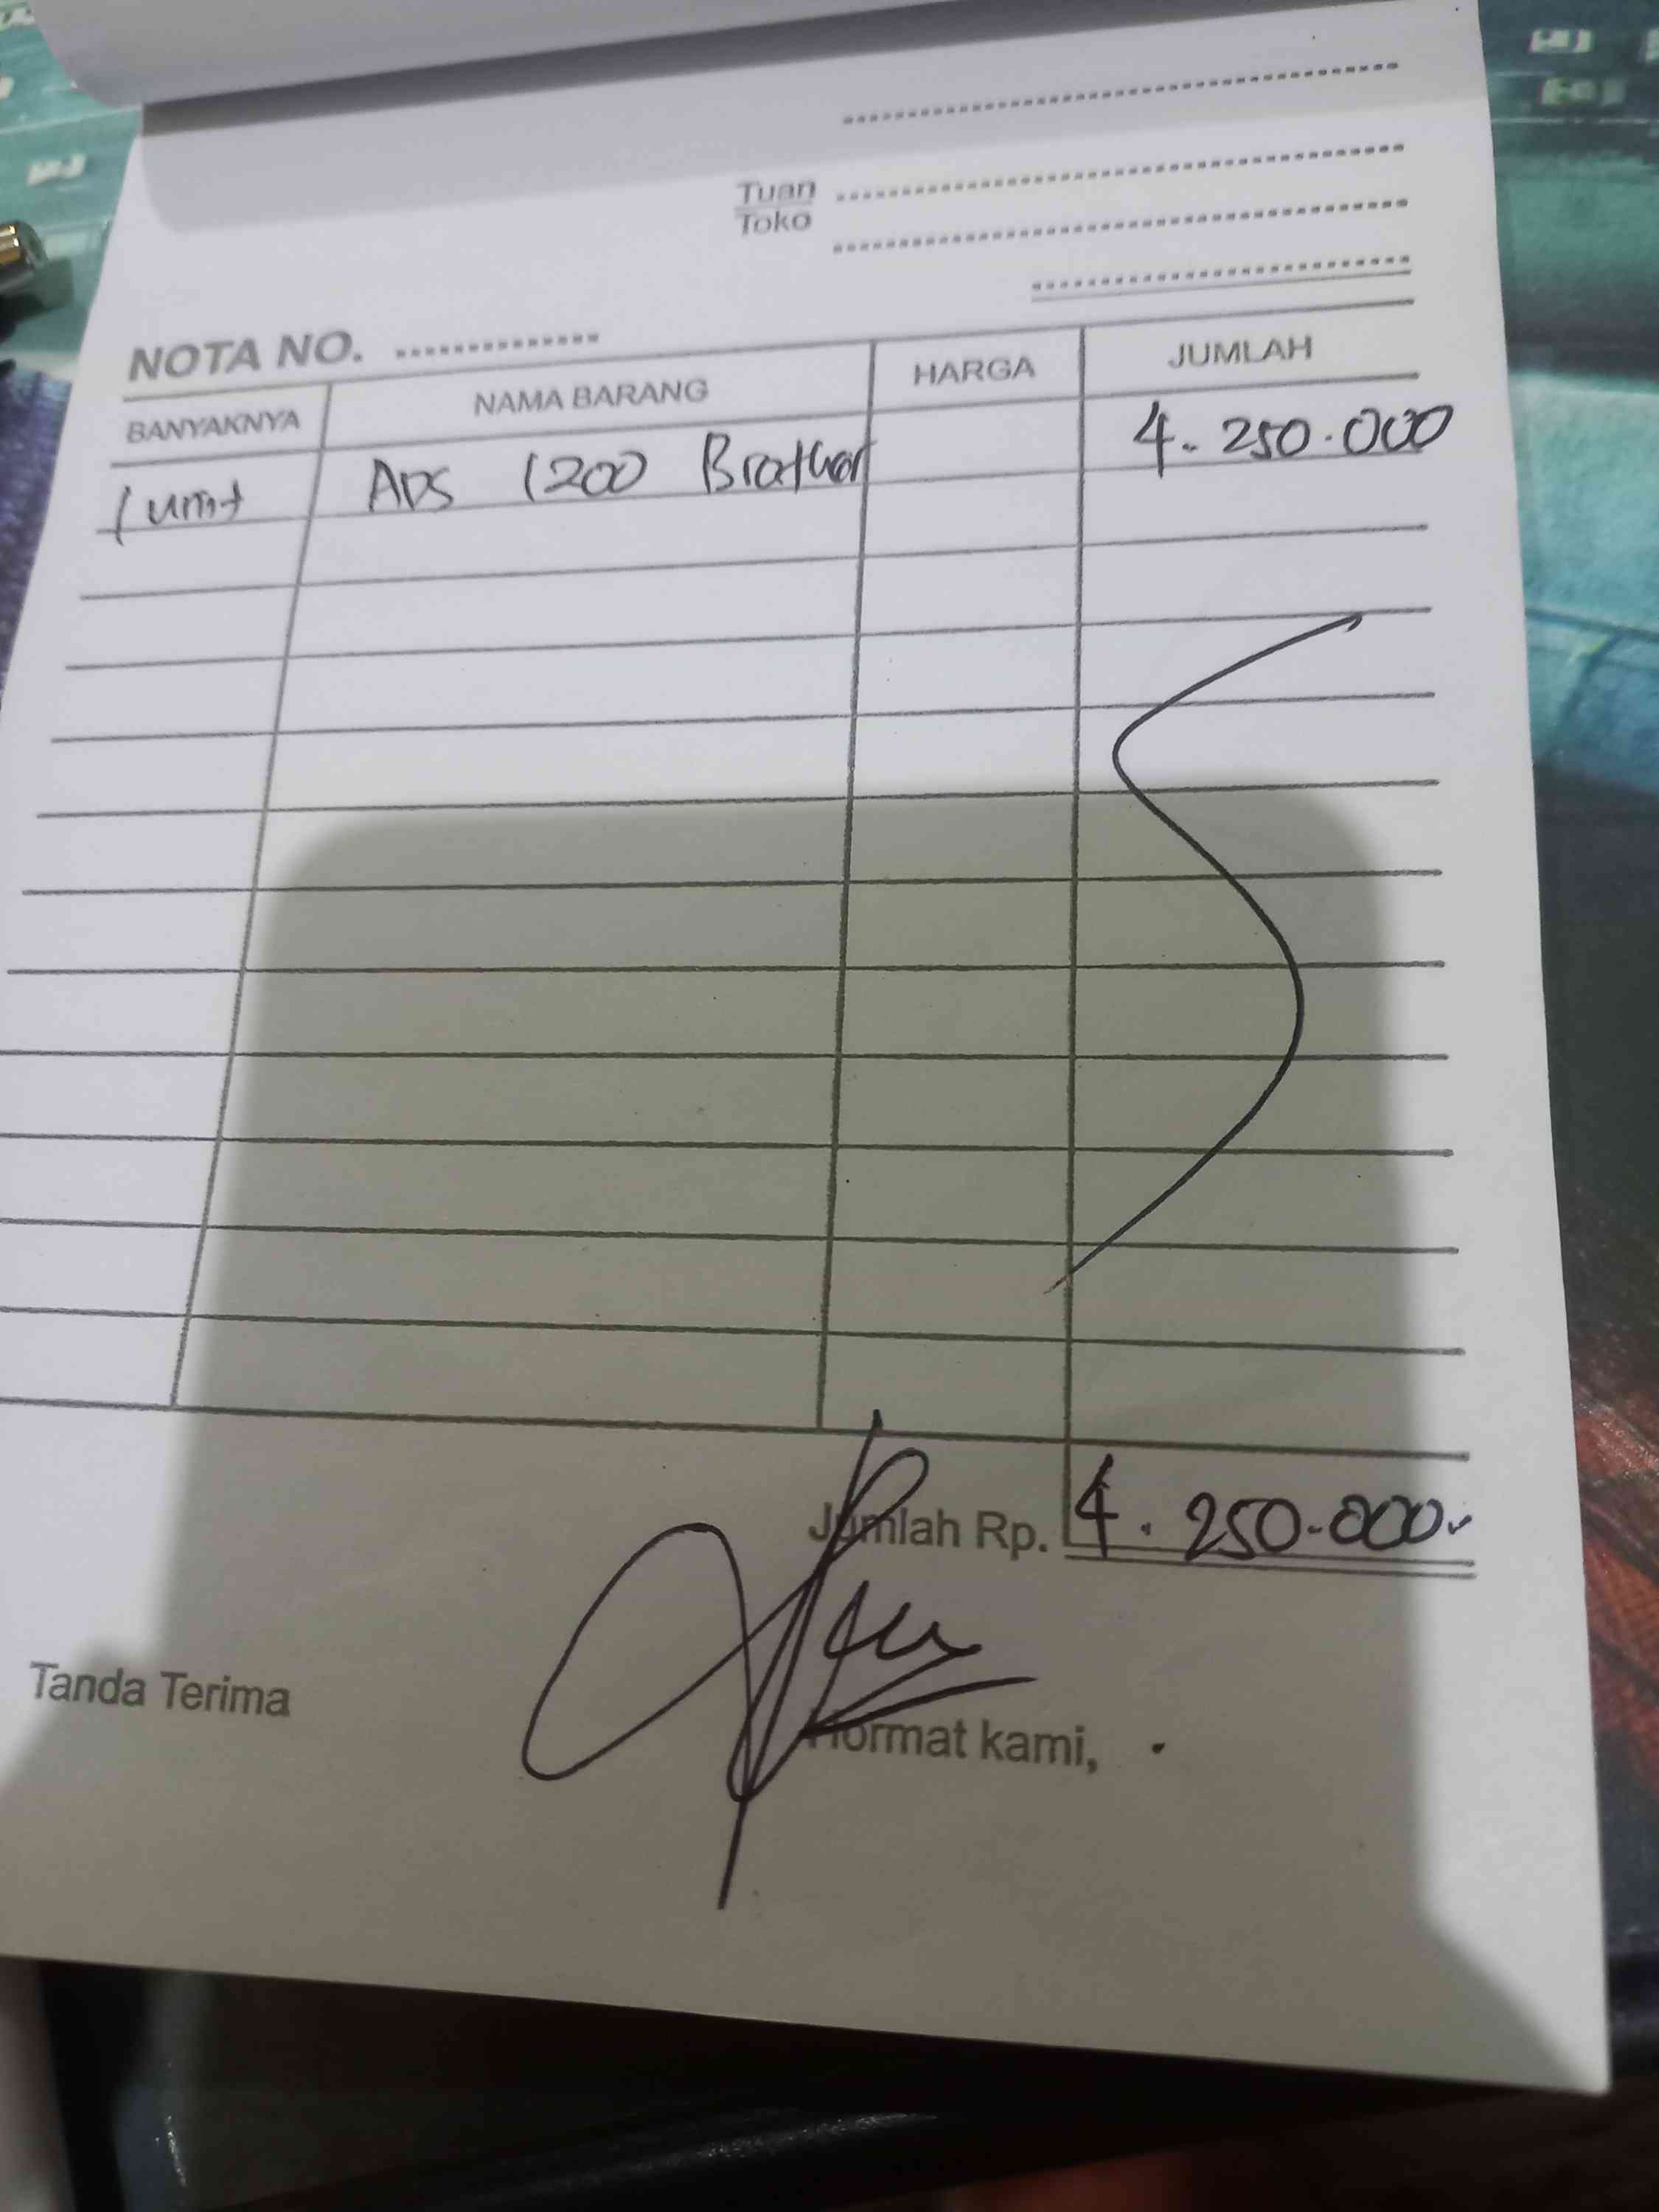 Tuan
Toko
NOTA NO. ..............
BANYAKNYA NAMA BARANG HARGA JUMLAH
1 unit ADS 1200 Brother 4.250.000
Jumlah Rp. 4.250.000.-
Tanda Terima
Hormat kami,